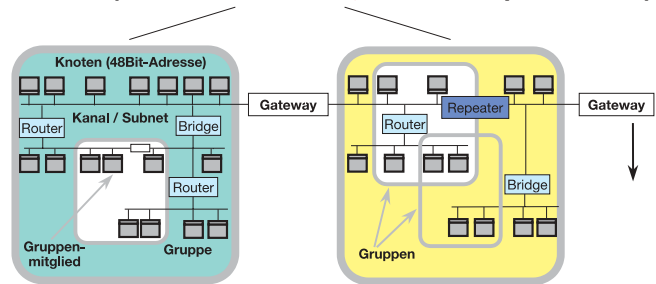 Knoten (48Bit-Adresse)
Gateway
Gateway
Kanal / Subnet
Repeater
Router
Bridge
Router
Router
Bridge
Gruppen-
mitglied
Gruppe
Gruppen